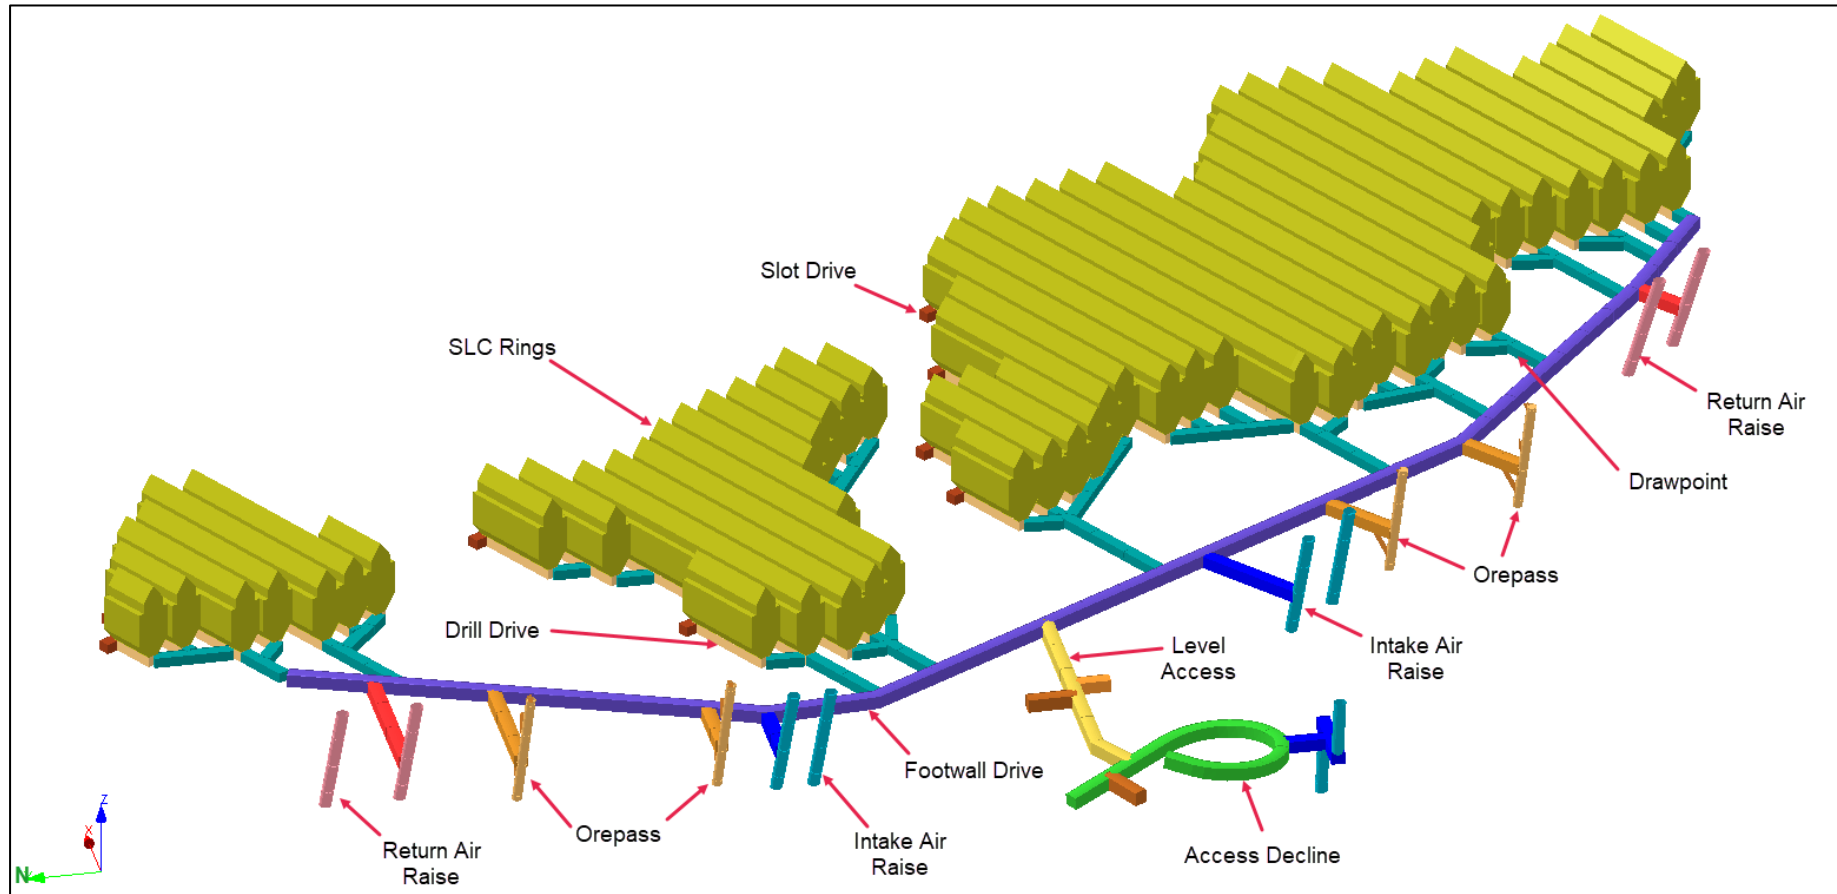 Slot Drive
SLC Rings
Return Air
Raise
Drawpoint
Orepass
Drill Drive
Level
Access
Intake Air
Raise
Footwall Drive
Orepass
Intake Air
Raise
Return Air
Raise
Access Decline
Z
X
N